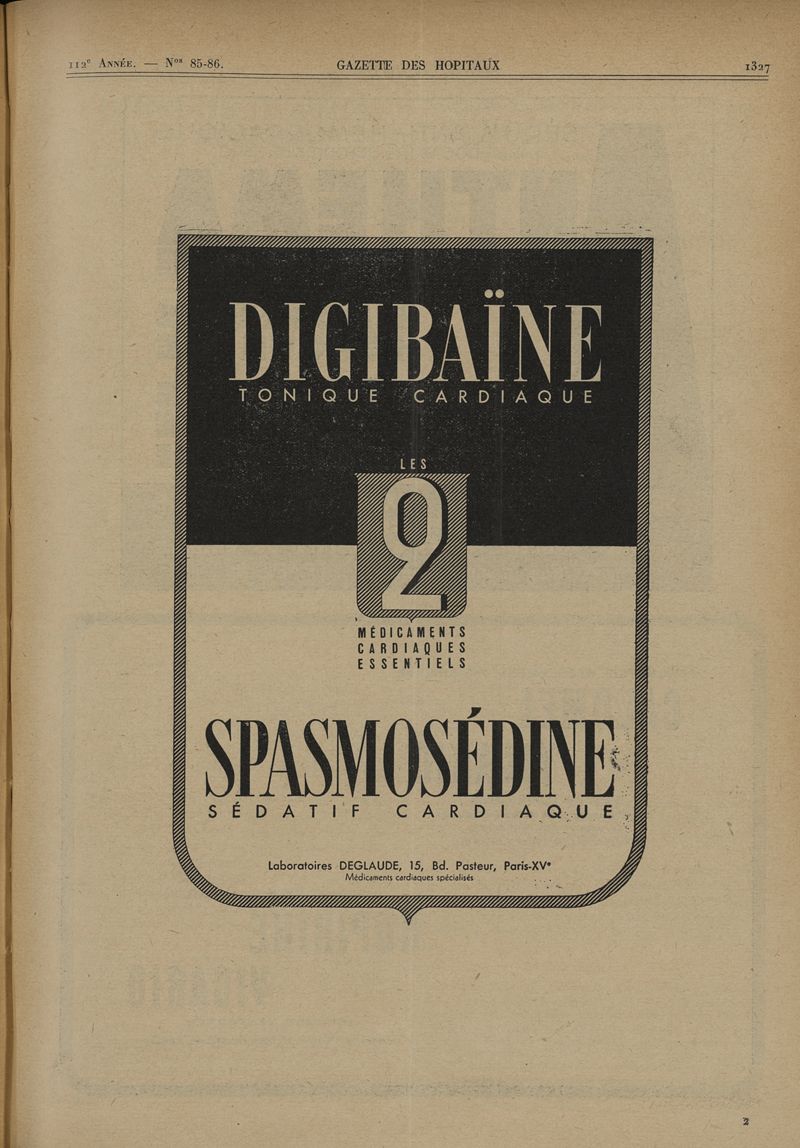 112e ANNÉE. — Nos 85-86.
GAZETTE DES HOPITAUX
1327
DIGIBAÏNE
TONIQUE CARDIAQUE
LES
2
MÉDICAMENTS
CARDIAQUES
ESSENTIELS
SPASMOSÉDINE
SÉDATIF CARDIAQUE
Laboratoires DEGLAUDE, 15, Bd. Pasteur, Paris-XVe
Médicaments cardiaques spécialisés
2